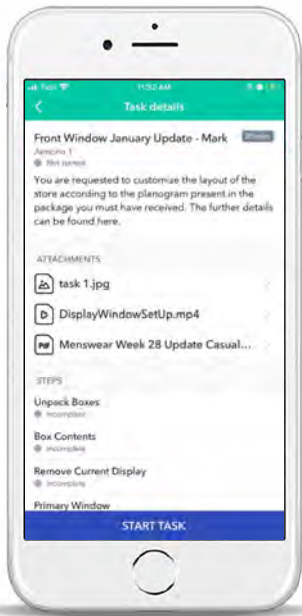 11:52 AM
Task details
Front Window January Update - Mark
Not started
You are requested to customize the layout of the
store according to the planogram present in the
package you must have received. The further details
can be found here.
ATTACHMENTS
task 1.jpg
DisplayWindowSetUp.mp4
Pdf Menswear Week 28 Update Casual...
STEPS
Unpack Boxes
Incomplete
Box Contents
Incomplete
Remove Current Display
Incomplete
Primary Window
START TASK